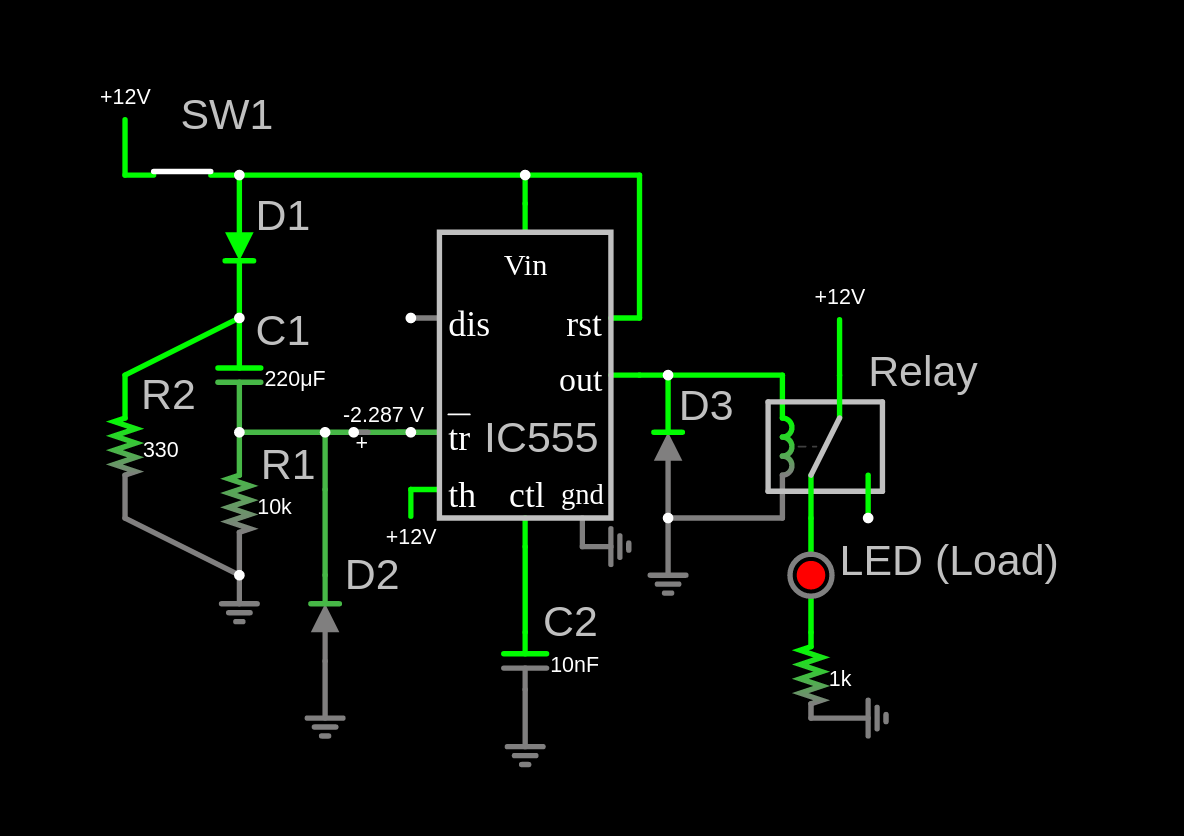 +12V
SW1
D1
Vin
dis
rst
+12V
C1
220μF
out
Relay
R2
D3
-2.287 V
+
tr
IC555
330
R1
10k
th
ctl
gnd
+12V
LED (Load)
D2
C2
10nF
1k